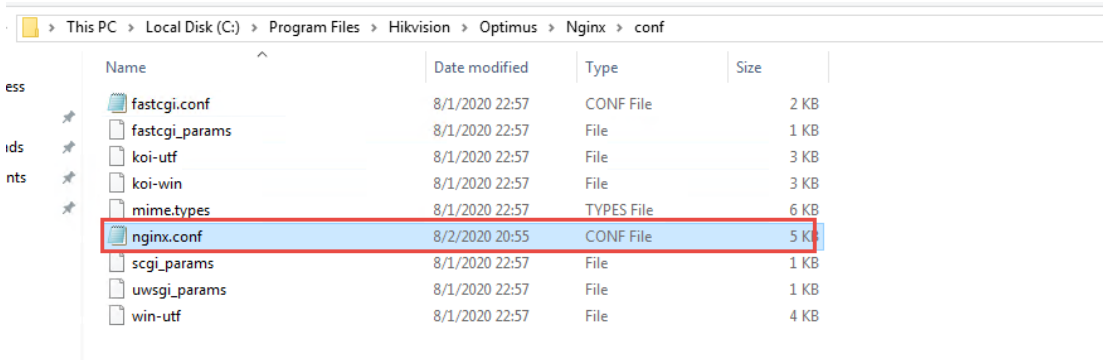 This PC > Local Disk (C:) > Program Files > Hikvision > Optimus > Nginx > conf
Name Date modified Type Size
ess
fastcgi.conf 8/1/2020 22:57 CONF File 2 KB
fastcgi_params 8/1/2020 22:57 File 1 KB
ids koi-utf 8/1/2020 22:57 File 3 KB
nts koi-win 8/1/2020 22:57 File 3 KB
mime.types 8/1/2020 22:57 TYPES File 6 KB
nginx.conf 8/2/2020 20:55 CONF File 5 KB
scgi_params 8/1/2020 22:57 File 1 KB
uwsgi_params 8/1/2020 22:57 File 1 KB
win-utf 8/1/2020 22:57 File 4 KB